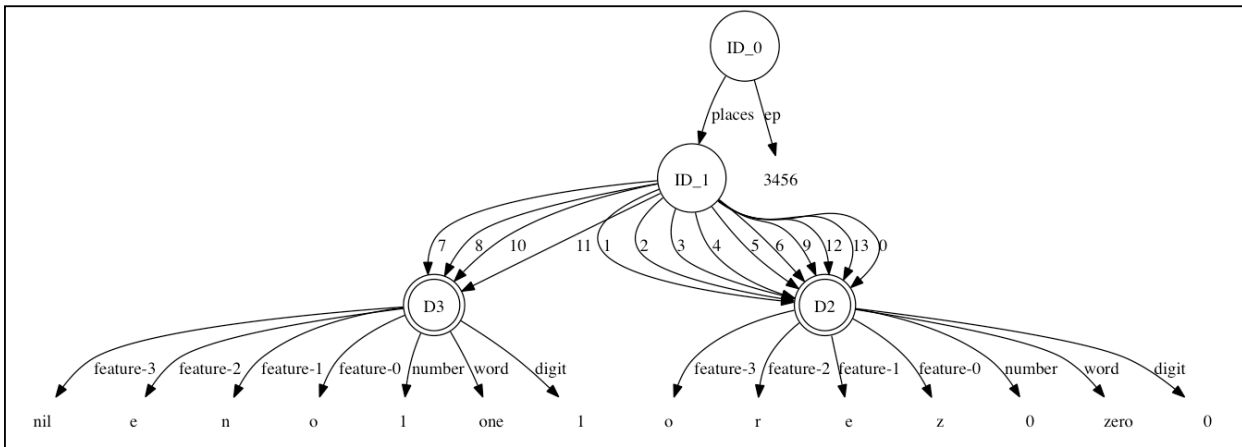 ID_0
places ep
ID_1 3456
7 8 10 11 1 2 3 4 5 6 9 12 13 0
D3 D2
feature-3 feature-2 feature-1 feature-0 number word digit feature-3 feature-2 feature-1 feature-0 number word digit
nil e n o 1 one 1 o r e z 0 zero 0